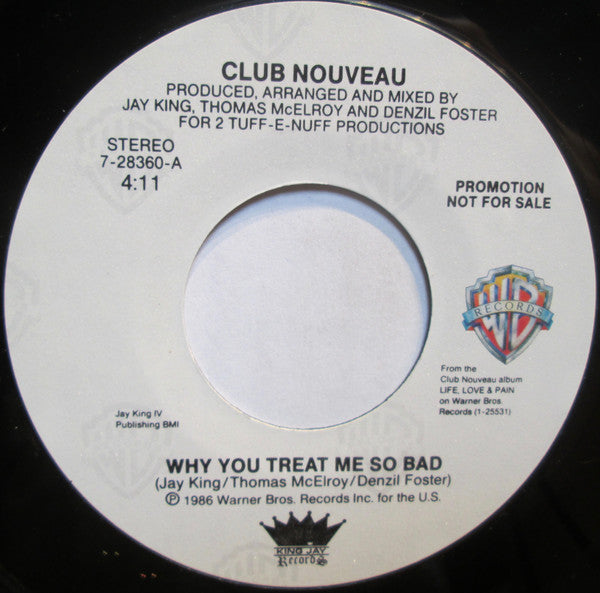 CLUB NOUVEAU
PRODUCED, ARRANGED AND MIXED BY
JAY KING, THOMAS McELROY AND DENZIL FOSTER
FOR 2 TUFF-E-NUFF PRODUCTIONS
STEREO
7-28360-A
4:11
PROMOTION
NOT FOR SALE
WB
RECORDS
From the
Club Nouveau album
LIFE, LOVE & PAIN
on Warner Bros.
Records (1-25531)
Jay King IV
Publishing BMI
WHY YOU TREAT ME SO BAD
(Jay King/Thomas McElroy/Denzil Foster)
℗ 1986 Warner Bros. Records Inc. for the U.S.
KING JAY
Records